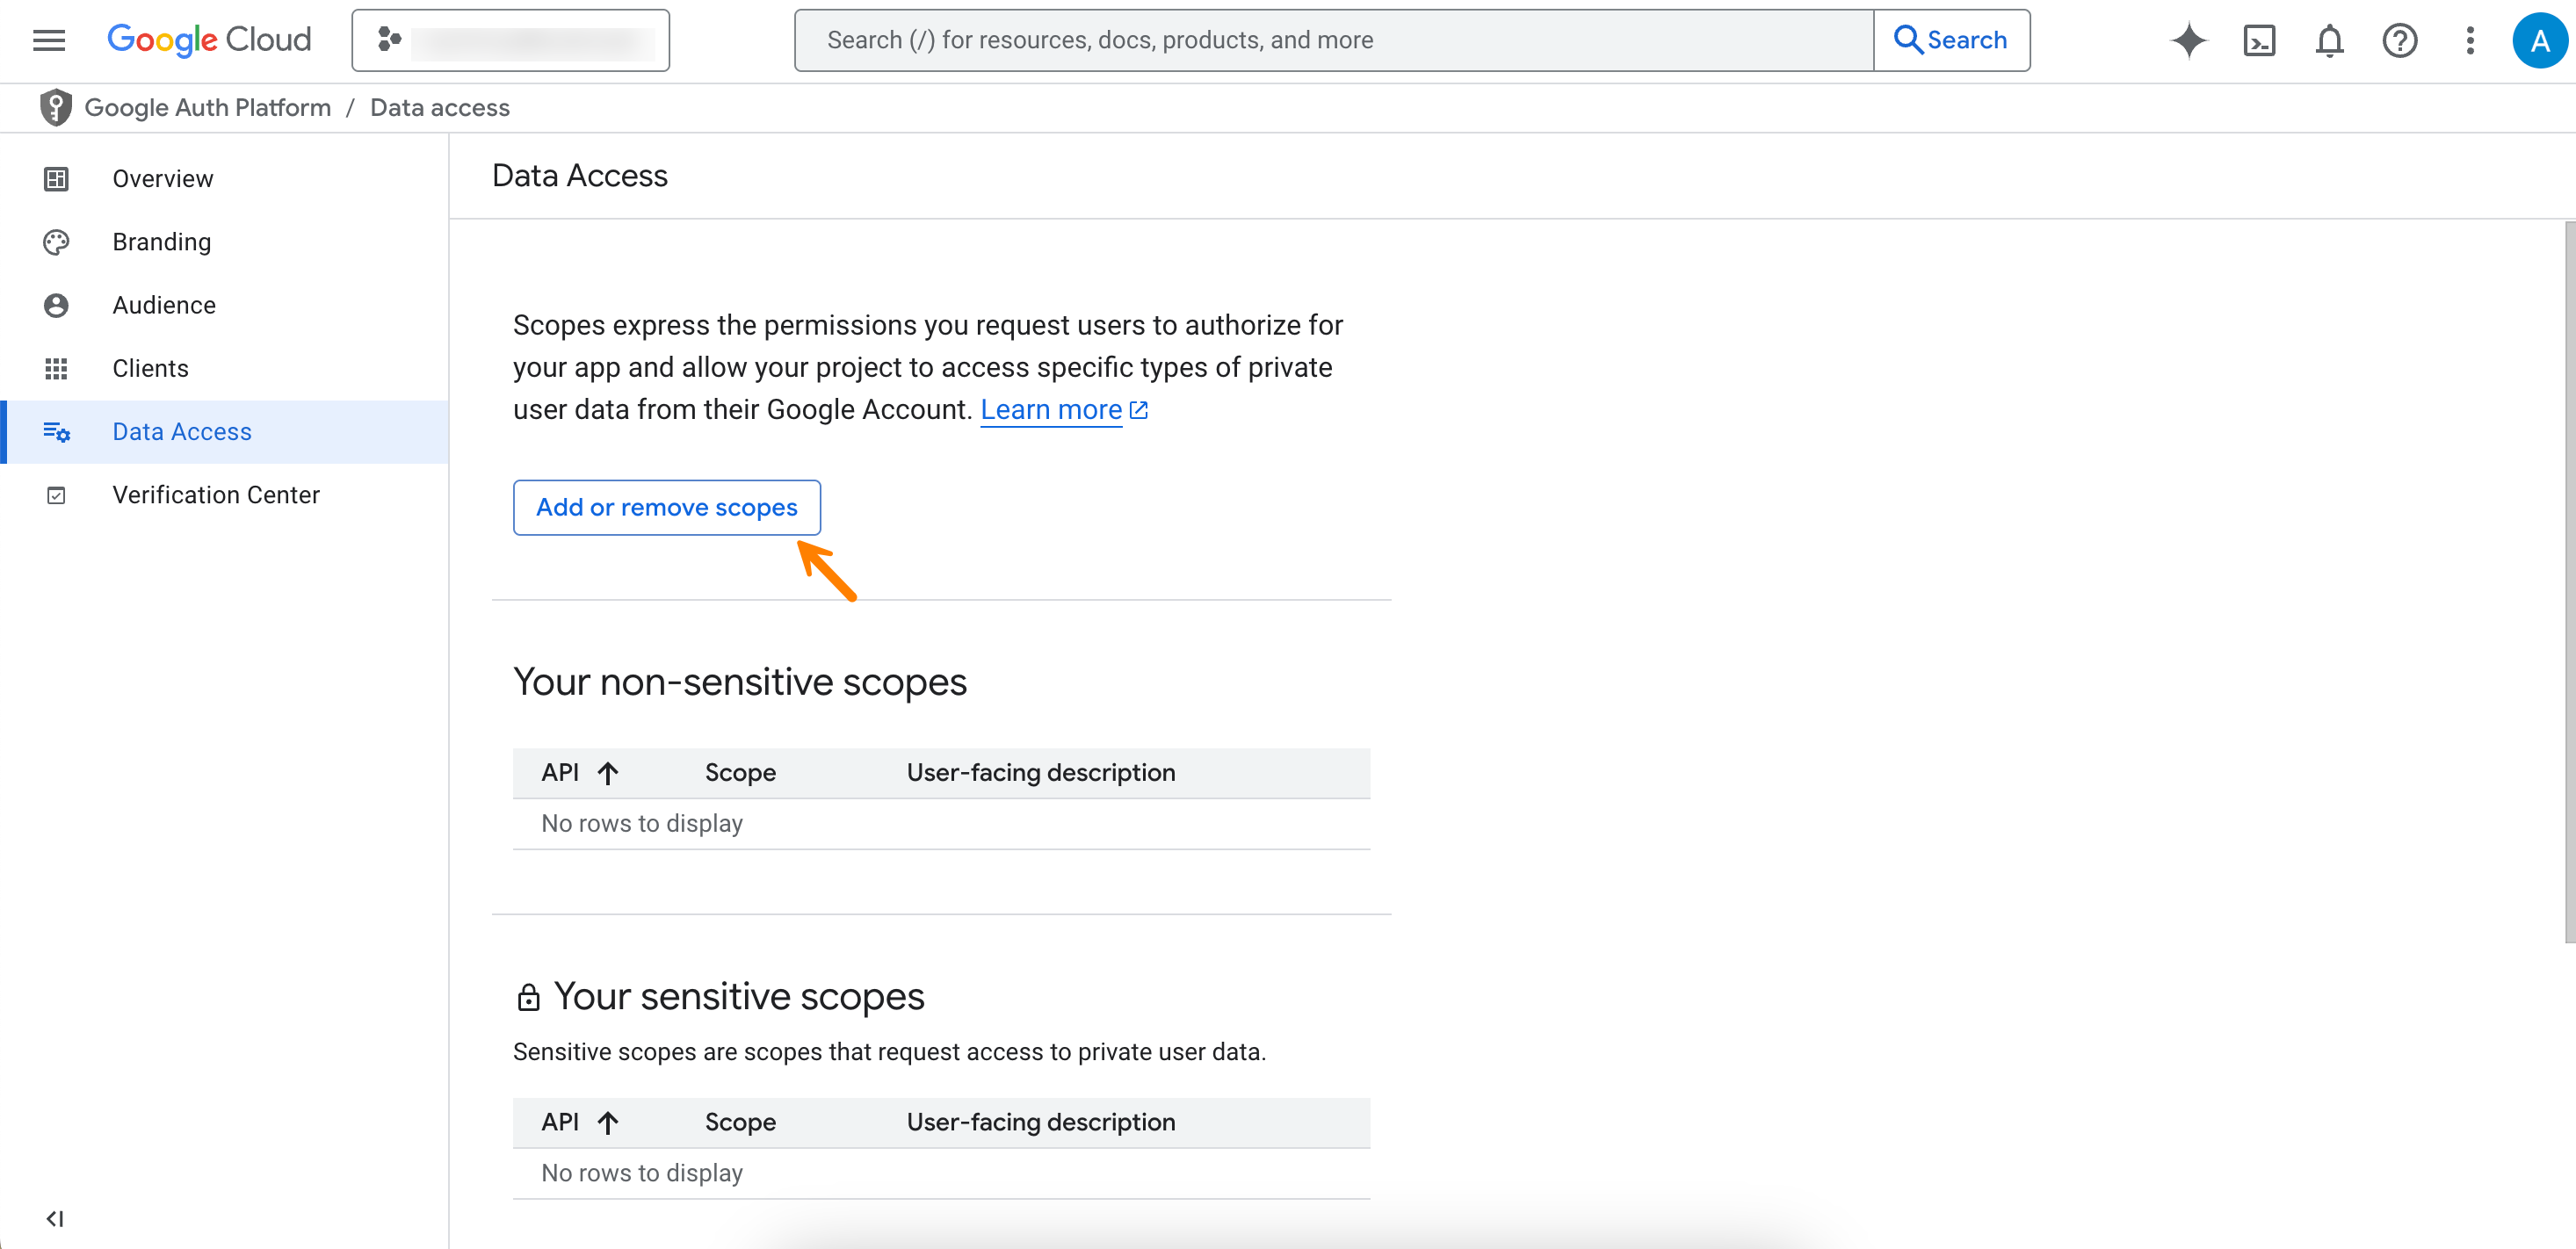 Google Cloud
Search (/) for resources, docs, products, and more
Search
A
Google Auth Platform / Data access
Overview
Branding
Audience
Clients
Data Access
Verification Center
Data Access
Scopes express the permissions you request users to authorize for
your app and allow your project to access specific types of private
user data from their Google Account. Learn more
Add or remove scopes
Your non-sensitive scopes
API Scope User-facing description
No rows to display
Your sensitive scopes
Sensitive scopes are scopes that request access to private user data.
API Scope User-facing description
No rows to display